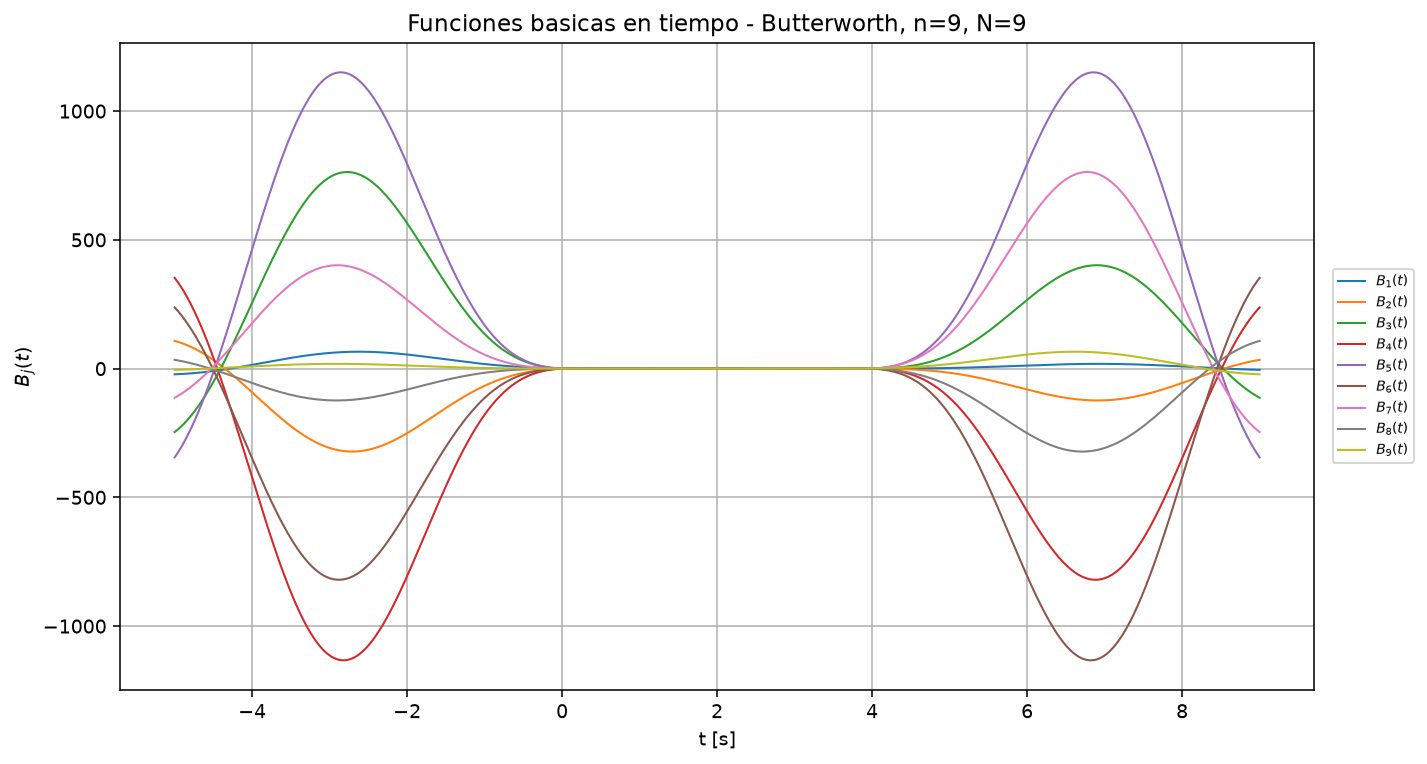 Funciones basicas en tiempo - Butterworth, n=9, N=9
1000
500
0
−500
−1000
B_j(t)
−4 −2 0 2 4 6 8
t [s]
B_1(t)
B_2(t)
B_3(t)
B_4(t)
B_5(t)
B_6(t)
B_7(t)
B_8(t)
B_9(t)